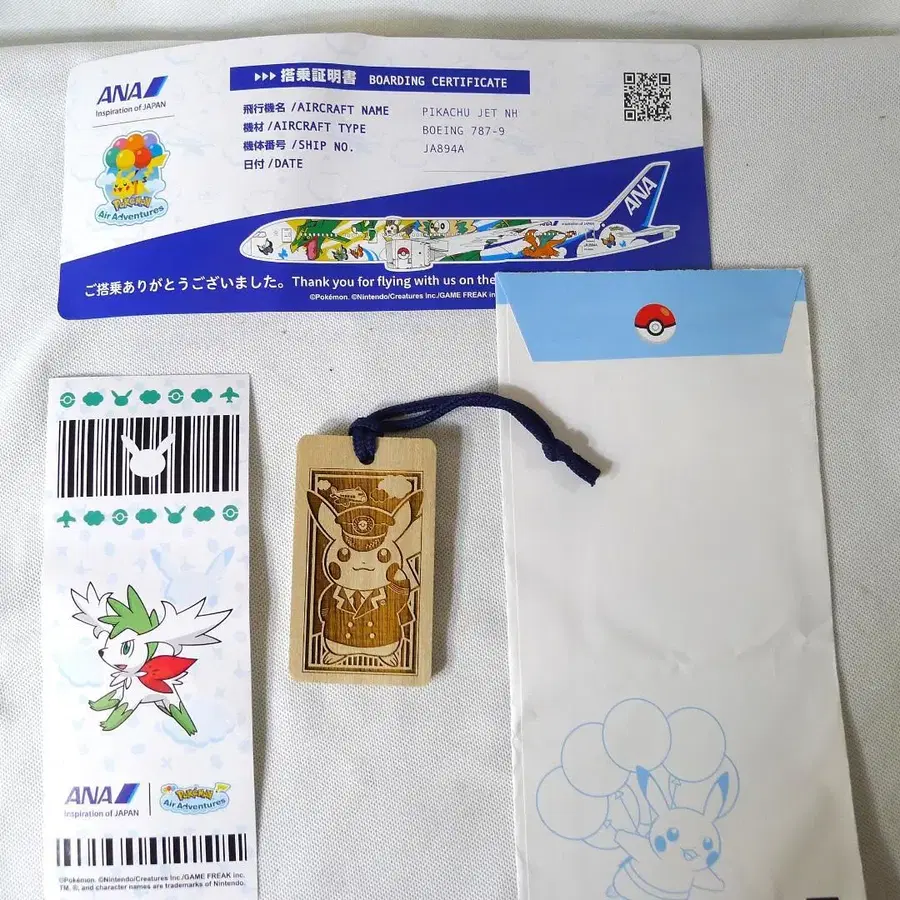 ANA
Inspiration of JAPAN
Pokémon
Air Adventures
搭乗証明書 BOARDING CERTIFICATE
飛行機名 /AIRCRAFT NAME PIKACHU JET NH
機材 /AIRCRAFT TYPE BOEING 787-9
機体番号 /SHIP NO. JA894A
日付 /DATE
ANA
ご搭乗ありがとうございました。 Thank you for flying with us on the
©Pokémon. ©Nintendo/Creatures Inc./GAME FREAK in
ANA
Inspiration of JAPAN
Pokémon
Air Adventures
©Pokémon. ©Nintendo/Creatures Inc./GAME FREAK inc.
TM, ®, and character names are trademarks of Nintendo.